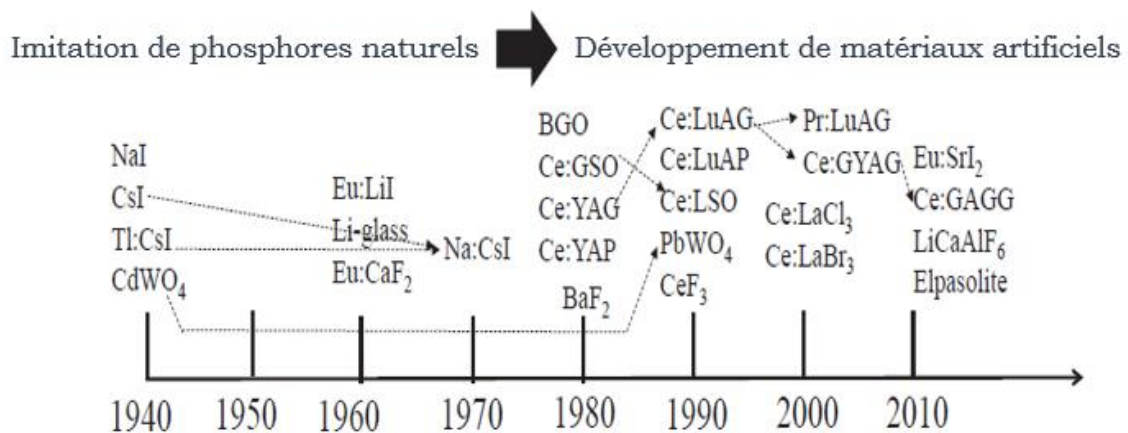 Imitation de phosphores naturels
Développement de matériaux artificiels
NaI
CsI
Tl:CsI
CdWO4
Eu:LiI
Li-glass
Eu:CaF2
Na:CsI
BGO
Ce:GSO
Ce:YAG
Ce:YAP
BaF2
Ce:LuAG
Ce:LuAP
Ce:LSO
PbWO4
CeF3
Pr:LuAG
Ce:GYAG
Ce:LaCl3
Ce:LaBr3
Eu:SrI2
Ce:GAGG
LiCaAlF6
Elpasolite
1940 1950 1960 1970 1980 1990 2000 2010